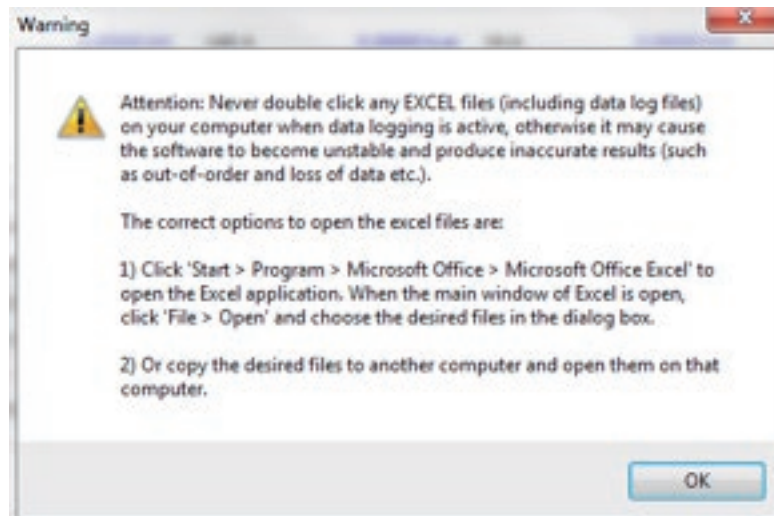 Warning
Attention: Never double click any EXCEL files (including data log files)
on your computer when data logging is active, otherwise it may cause
the software to become unstable and produce inaccurate results (such
as out-of-order and loss of data etc.).
The correct options to open the excel files are:
1) Click 'Start > Program > Microsoft Office > Microsoft Office Excel' to
open the Excel application. When the main window of Excel is open,
click 'File > Open' and choose the desired files in the dialog box.
2) Or copy the desired files to another computer and open them on that
computer.
OK